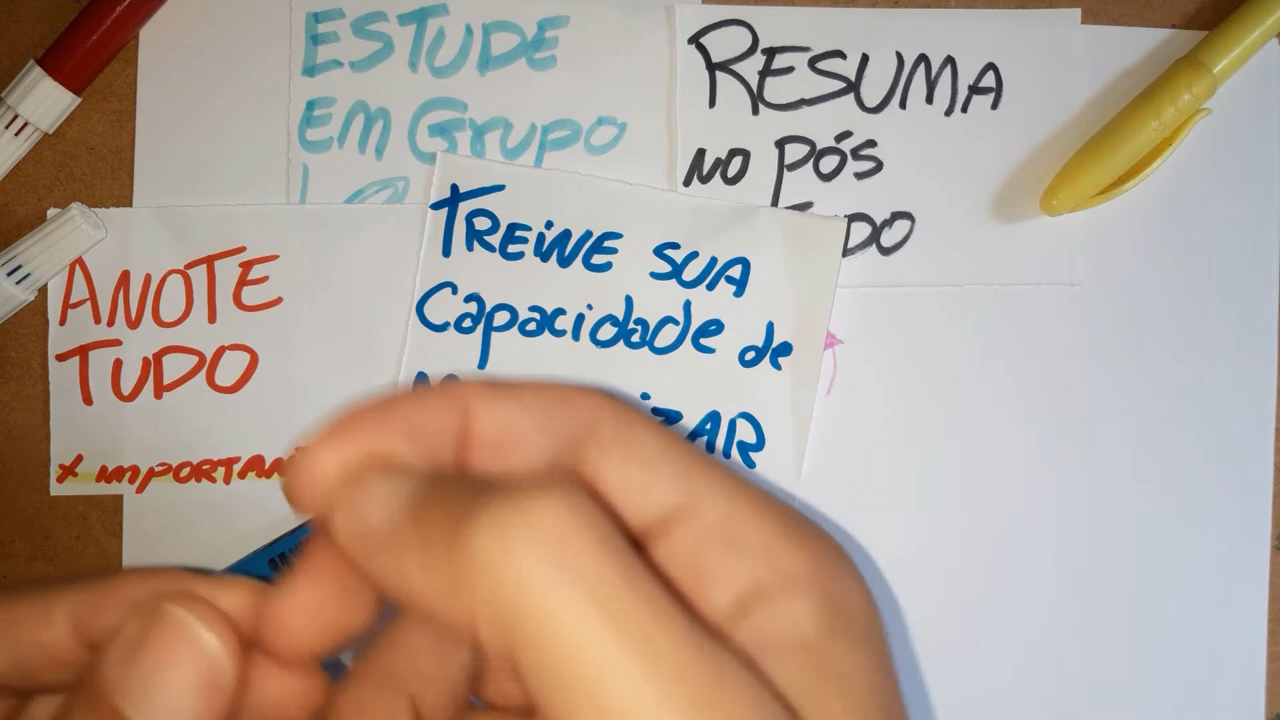 ESTUDE
EM GRUPO
RESUMA
NO PÓS
ANOTE
TUDO
TREINE SUA
Capacidade de